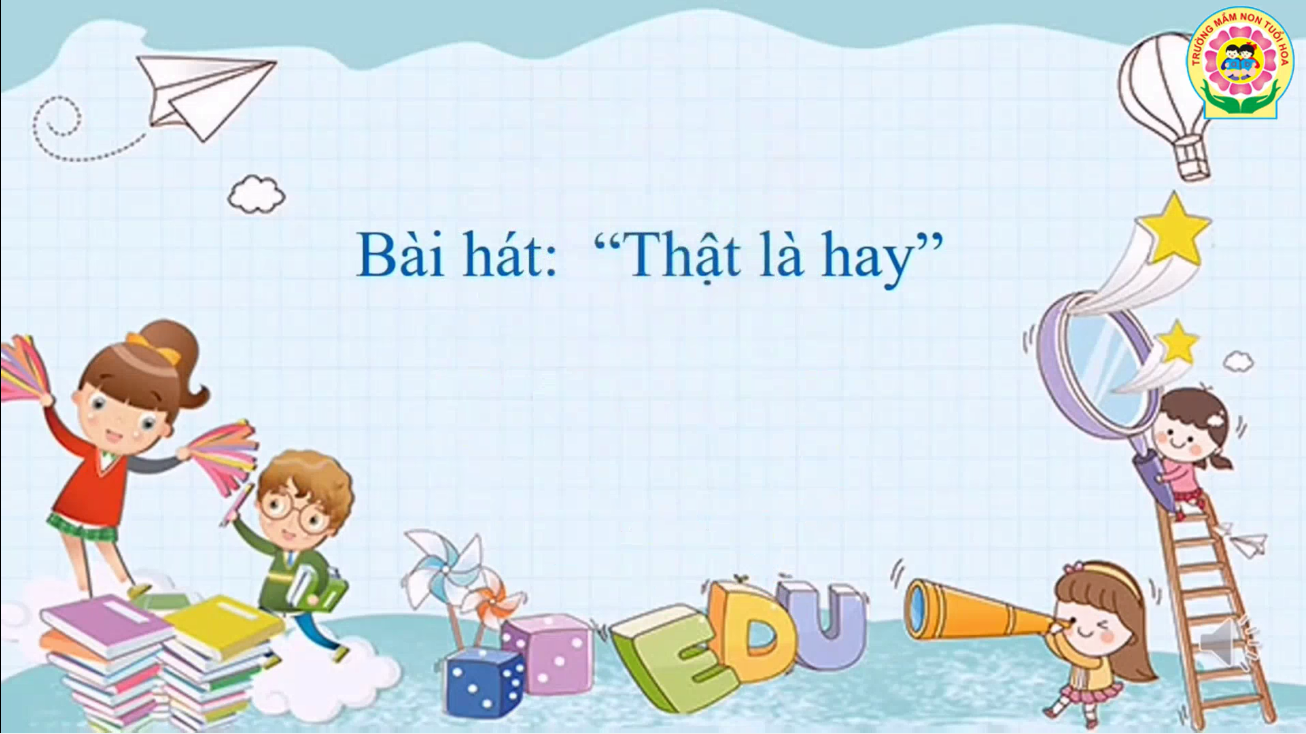 TRƯỜNG MẦM NON TUỔI HOA
Bài hát: “Thật là hay”
EDU